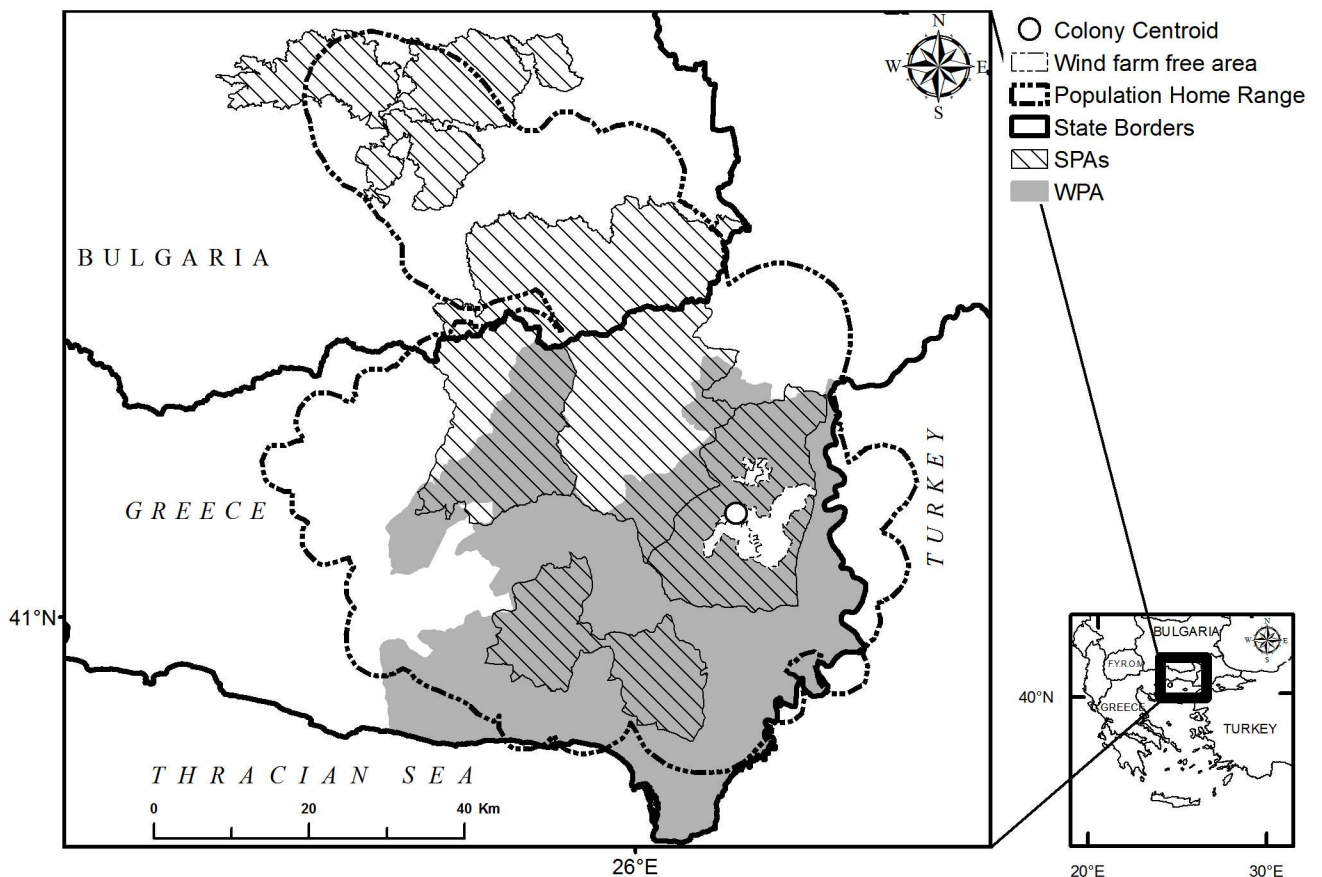 N
W E
S
BULGARIA
GREECE
TURKEY
THRACIAN SEA
0 20 40 Km
41°N
26°E
Colony Centroid
Wind farm free area
Population Home Range
State Borders
SPAs
WPA
BULGARIA
N
W E
S
F.Y.R.O.M
GREECE
TURKEY
40°N
20°E 30°E